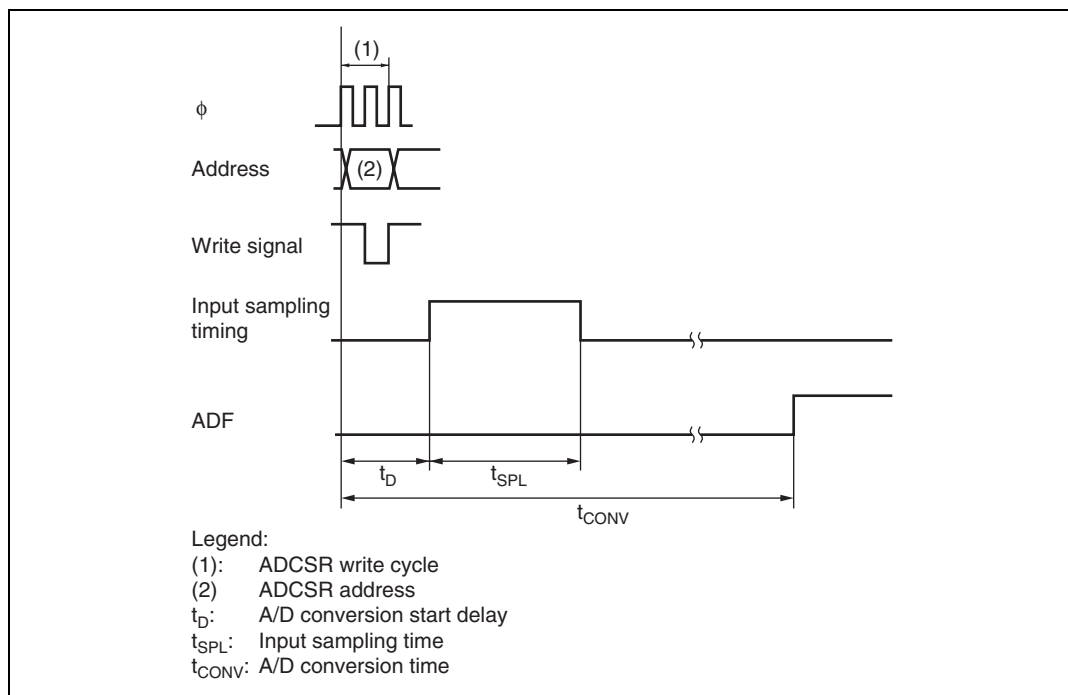 (1)
φ
Address
(2)
Write signal
Input sampling
timing
ADF
tD
tSPL
tCONV
Legend:
(1): ADCSR write cycle
(2) ADCSR address
tD: A/D conversion start delay
tSPL: Input sampling time
tCONV: A/D conversion time